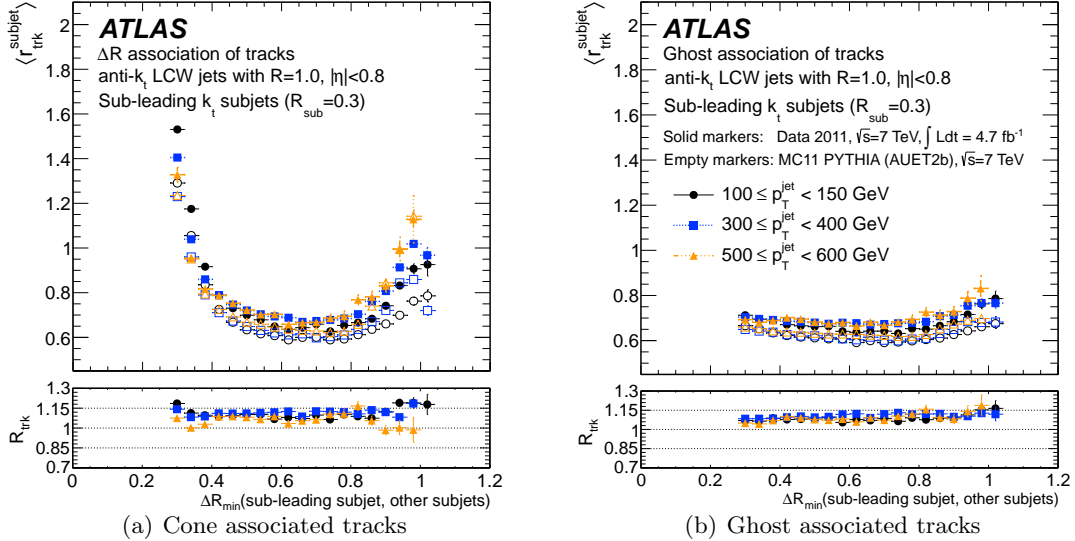 ⟨r_trk^subjet⟩
2
1.8
1.6
1.4
1.2
1
0.8
0.6
ATLAS
ΔR association of tracks
anti-k_t LCW jets with R=1.0, |η|<0.8
Sub-leading k_t subjets (R_sub=0.3)
R_trk
1.3
1.15
1
0.85
0.7
0 0.2 0.4 0.6 0.8 1 1.2
ΔR_min(sub-leading subjet, other subjets)
(a) Cone associated tracks
⟨r_trk^subjet⟩
2
1.8
1.6
1.4
1.2
1
0.8
0.6
ATLAS
Ghost association of tracks
anti-k_t LCW jets with R=1.0, |η|<0.8
Sub-leading k_t subjets (R_sub=0.3)
Solid markers: Data 2011, √s=7 TeV, ∫ Ldt = 4.7 fb⁻¹
Empty markers: MC11 PYTHIA (AUET2b), √s=7 TeV
100 ≤ p_T^jet < 150 GeV
300 ≤ p_T^jet < 400 GeV
500 ≤ p_T^jet < 600 GeV
R_trk
1.3
1.15
1
0.85
0.7
0 0.2 0.4 0.6 0.8 1 1.2
ΔR_min(sub-leading subjet, other subjets)
(b) Ghost associated tracks